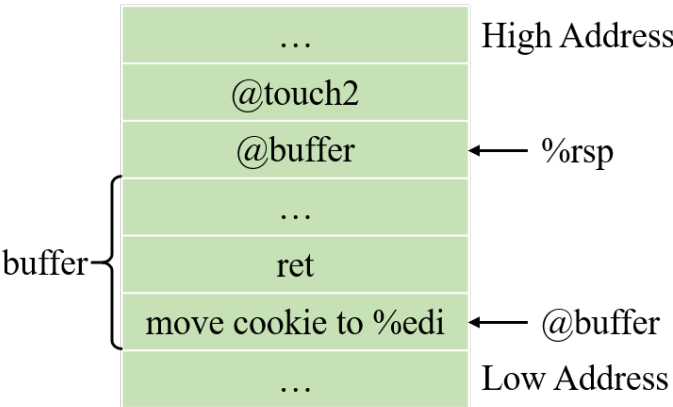 … High Address
@touch2
@buffer %rsp
…
buffer ret
move cookie to %edi @buffer
… Low Address